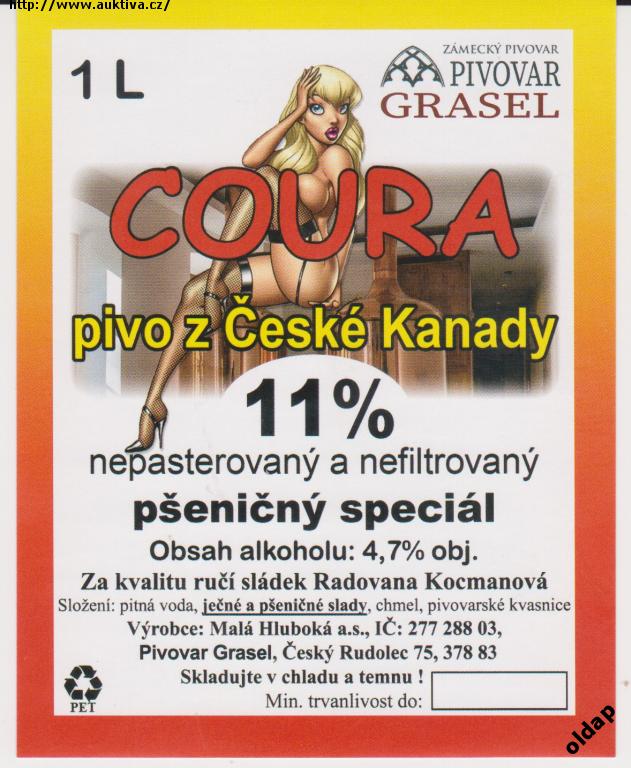 http://www.auktiva.cz/
1 L
ZÁMECKÝ PIVOVAR
PIVOVAR
GRASEL
COURA
pivo z České Kanady
11%
nepasterovaný a nefiltrovaný
pšeničný speciál
Obsah alkoholu: 4,7% obj.
Za kvalitu ručí sládek Radovana Kocmanová
Složení: pitná voda, ječné a pšeničné slady, chmel, pivovarské kvasnice
Výrobce: Malá Hluboká a.s., IČ: 277 288 03,
Pivovar Grasel, Český Rudolec 75, 378 83
Skladujte v chladu a temnu !
Min. trvanlivost do:
PET
oldap